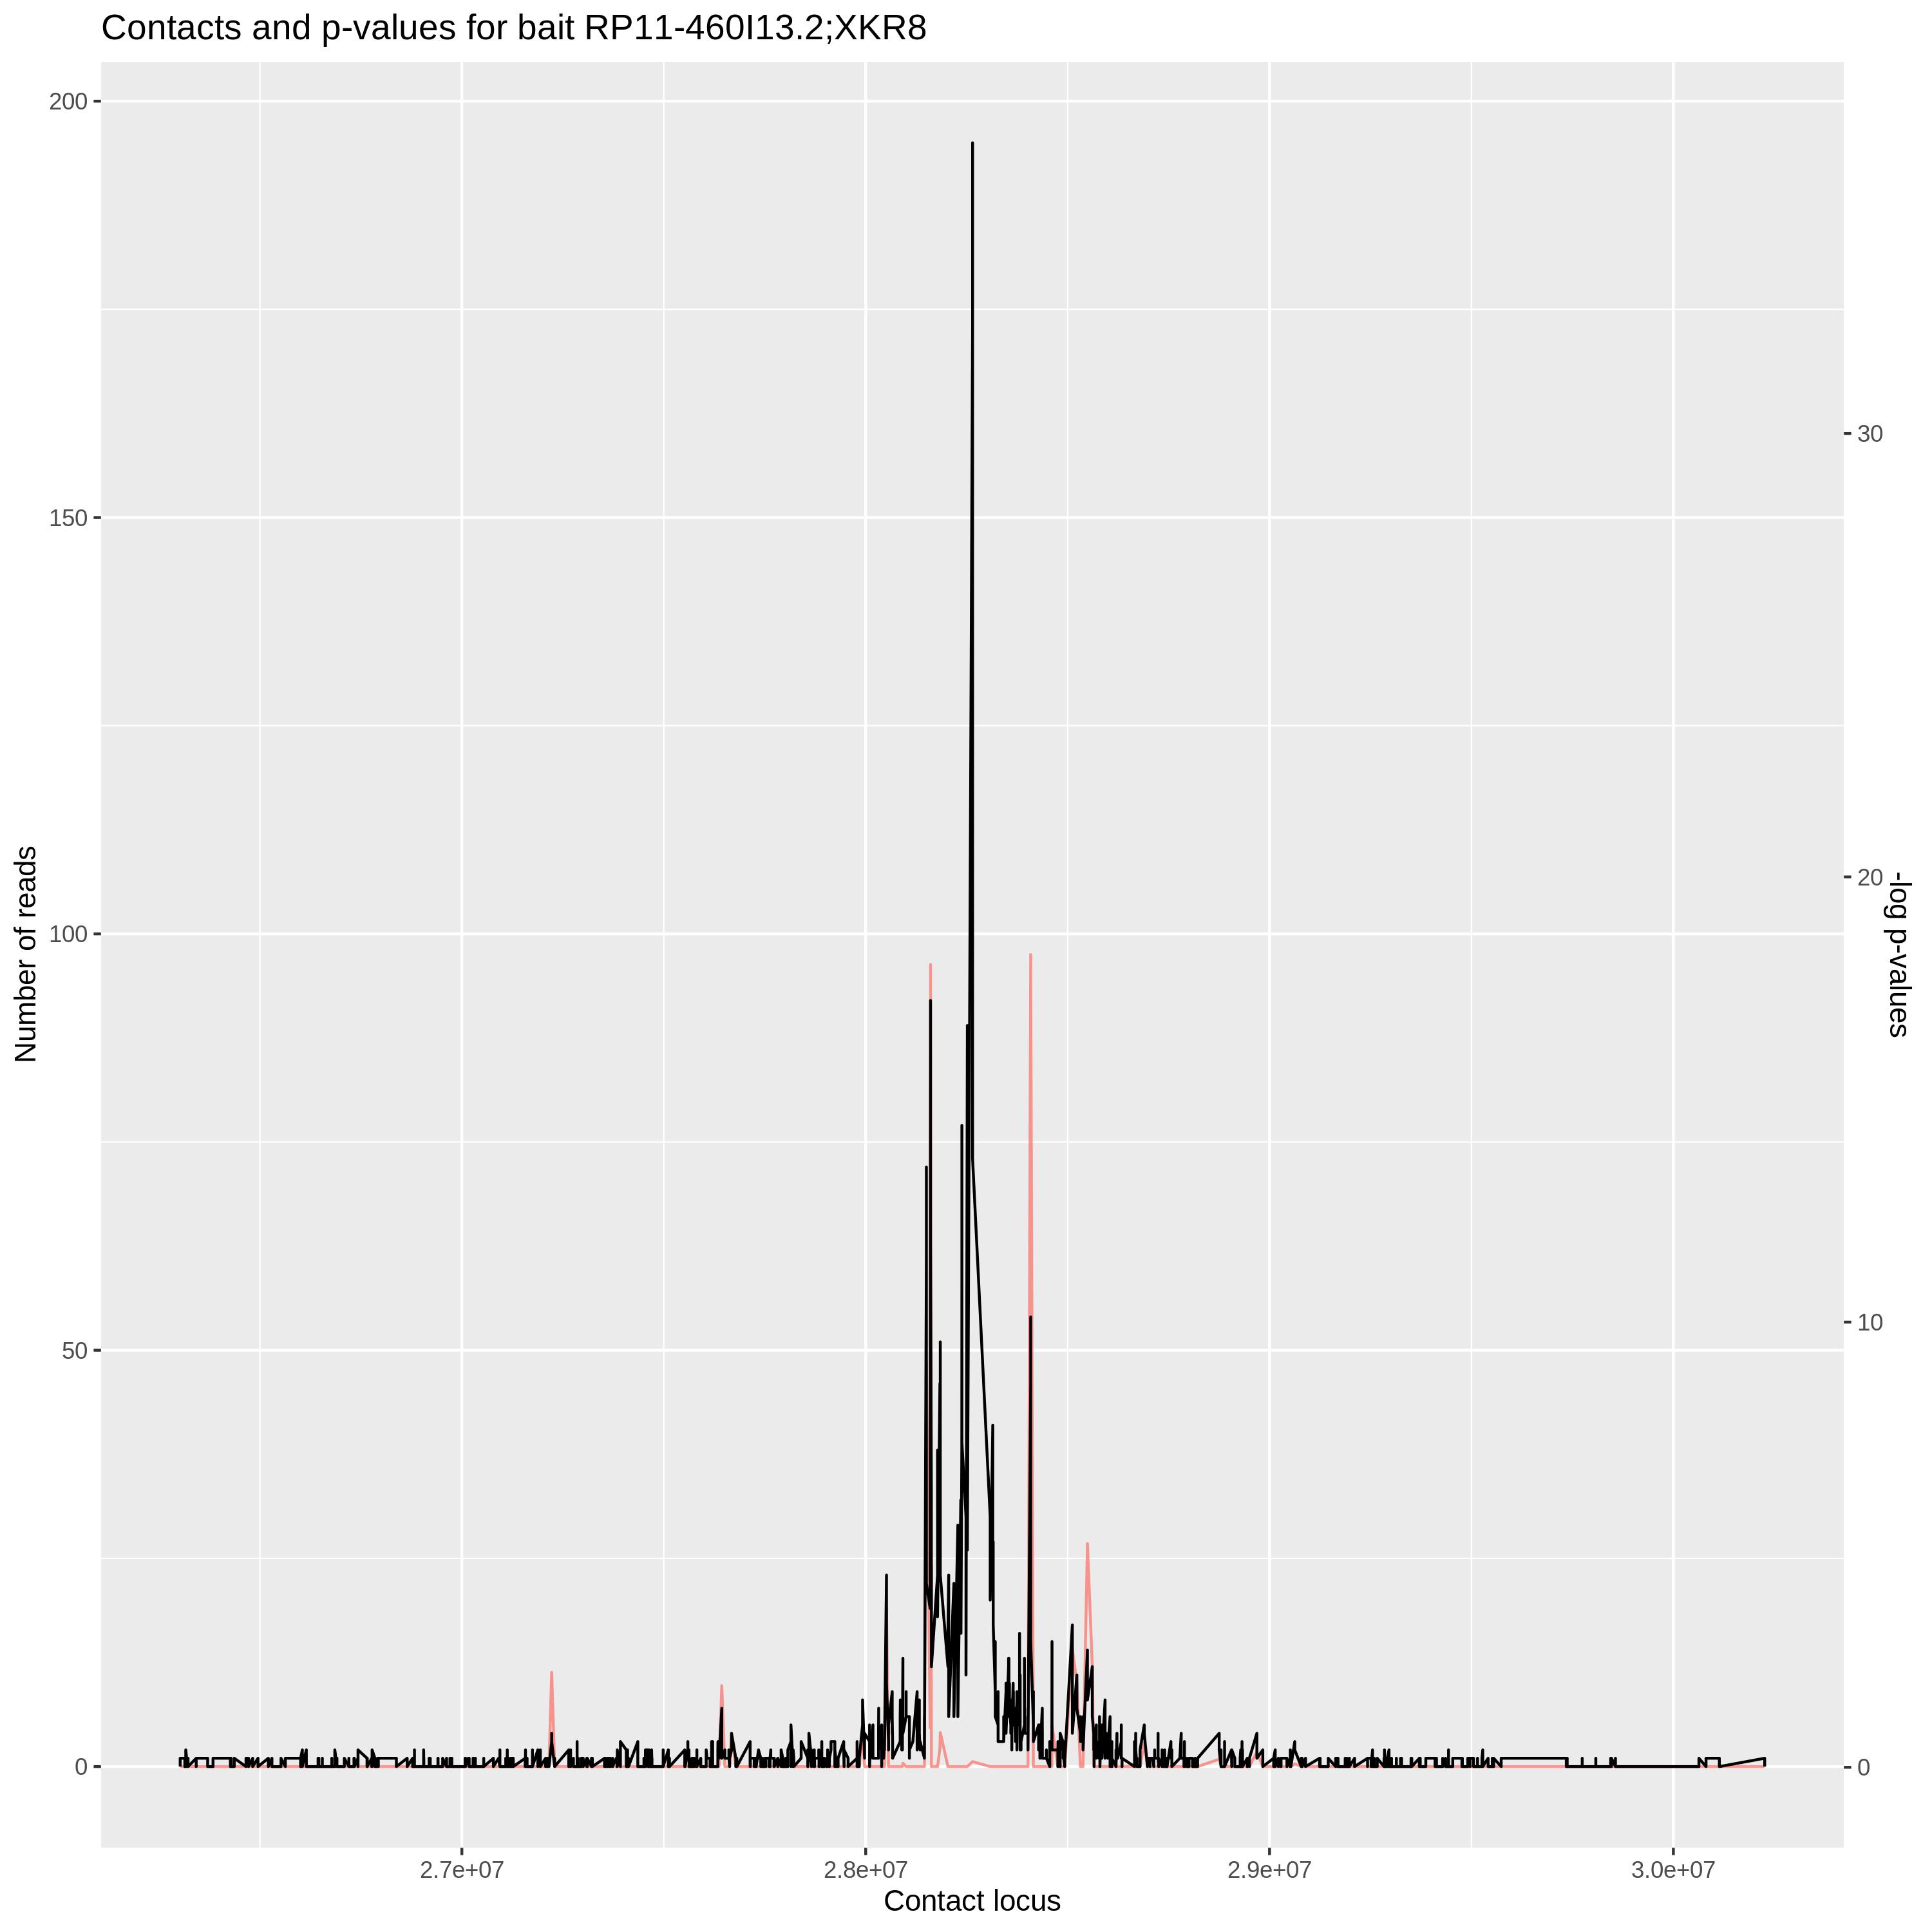 Contacts and p-values for bait RP11-460I13.2;XKR8
200
150
100
50
0
Number of reads
30
20
10
0
-log p-values
2.7e+07
2.8e+07
2.9e+07
3.0e+07
Contact locus